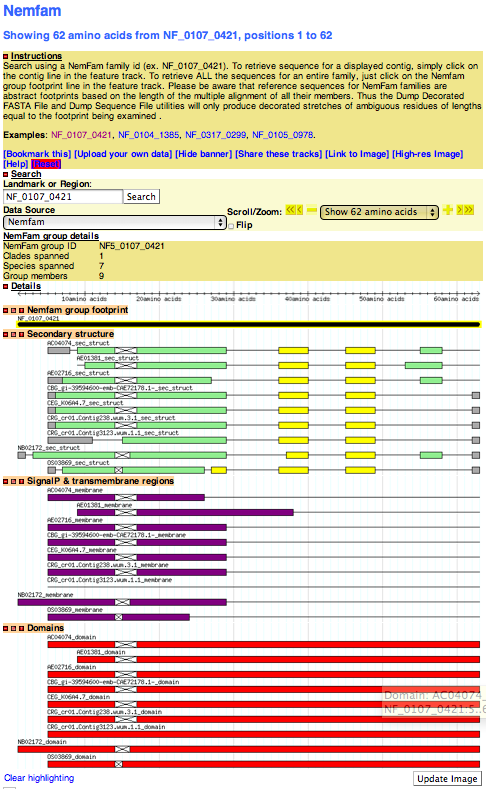 Nemfam
Showing 62 amino acids from NF_0107_0421, positions 1 to 62
Instructions
Search using a NemFam family id (ex. NF_0107_0421). To retrieve sequence for a displayed contig, simply click on
the contig line in the feature track. To retrieve ALL the sequences for an entire family, just click on the Nemfam
group footprint line in the feature track. Please be aware that reference sequences for NemFam families are
abstract footprints based on the length of the multiple alignment of all their members. Thus the Dump Decorated
FASTA File and Dump Sequence File utilities will only produce decorated stretches of ambiguous residues of lengths
equal to the footprint being examined .
Examples: NF_0107_0421, NF_0104_1385, NF_0317_0299, NF_0105_0978.
[Bookmark this] [Upload your own data] [Hide banner] [Share these tracks] [Link to Image] [High-res Image]
[Help] [Reset]
Search
Landmark or Region:
NF_0107_0421 Search
Data Source
Nemfam
Scroll/Zoom: Show 62 amino acids
Flip
NemFam group details
NemFam group ID NF5_0107_0421
Clades spanned 1
Species spanned 7
Group members 9
Details
10amino acids 20amino acids 30amino acids 40amino acids 50amino acids 60amino acids
Nemfam group footprint
NF_0107_0421
Secondary structure
AC04074_sec_struct
AE01381_sec_struct
AE02716_sec_struct
CBG_gi-39594600-emb-CAE72178.1-_sec_struct
CEG_K06A4.7_sec_struct
CRG_cr01.Contig238.wum.3.1_sec_struct
CRG_cr01.Contig3123.wum.1.1_sec_struct
NB02172_sec_struct
OS03869_sec_struct
SignalP & transmembrane regions
AC04074_membrane
AE01381_membrane
AE02716_membrane
CBG_gi-39594600-emb-CAE72178.1-_membrane
CEG_K06A4.7_membrane
CRG_cr01.Contig238.wum.3.1_membrane
CRG_cr01.Contig3123.wum.1.1_membrane
NB02172_membrane
OS03869_membrane
Domains
AC04074_domain
AE01381_domain
AE02716_domain
CBG_gi-39594600-emb-CAE72178.1-_domain
CEG_K06A4.7_domain
CRG_cr01.Contig238.wum.3.1_domain
CRG_cr01.Contig3123.wum.1.1_domain
NB02172_domain
OS03869_domain
Domain: AC04074_
NF_0107_0421:5..6
Clear highlighting
Update Image